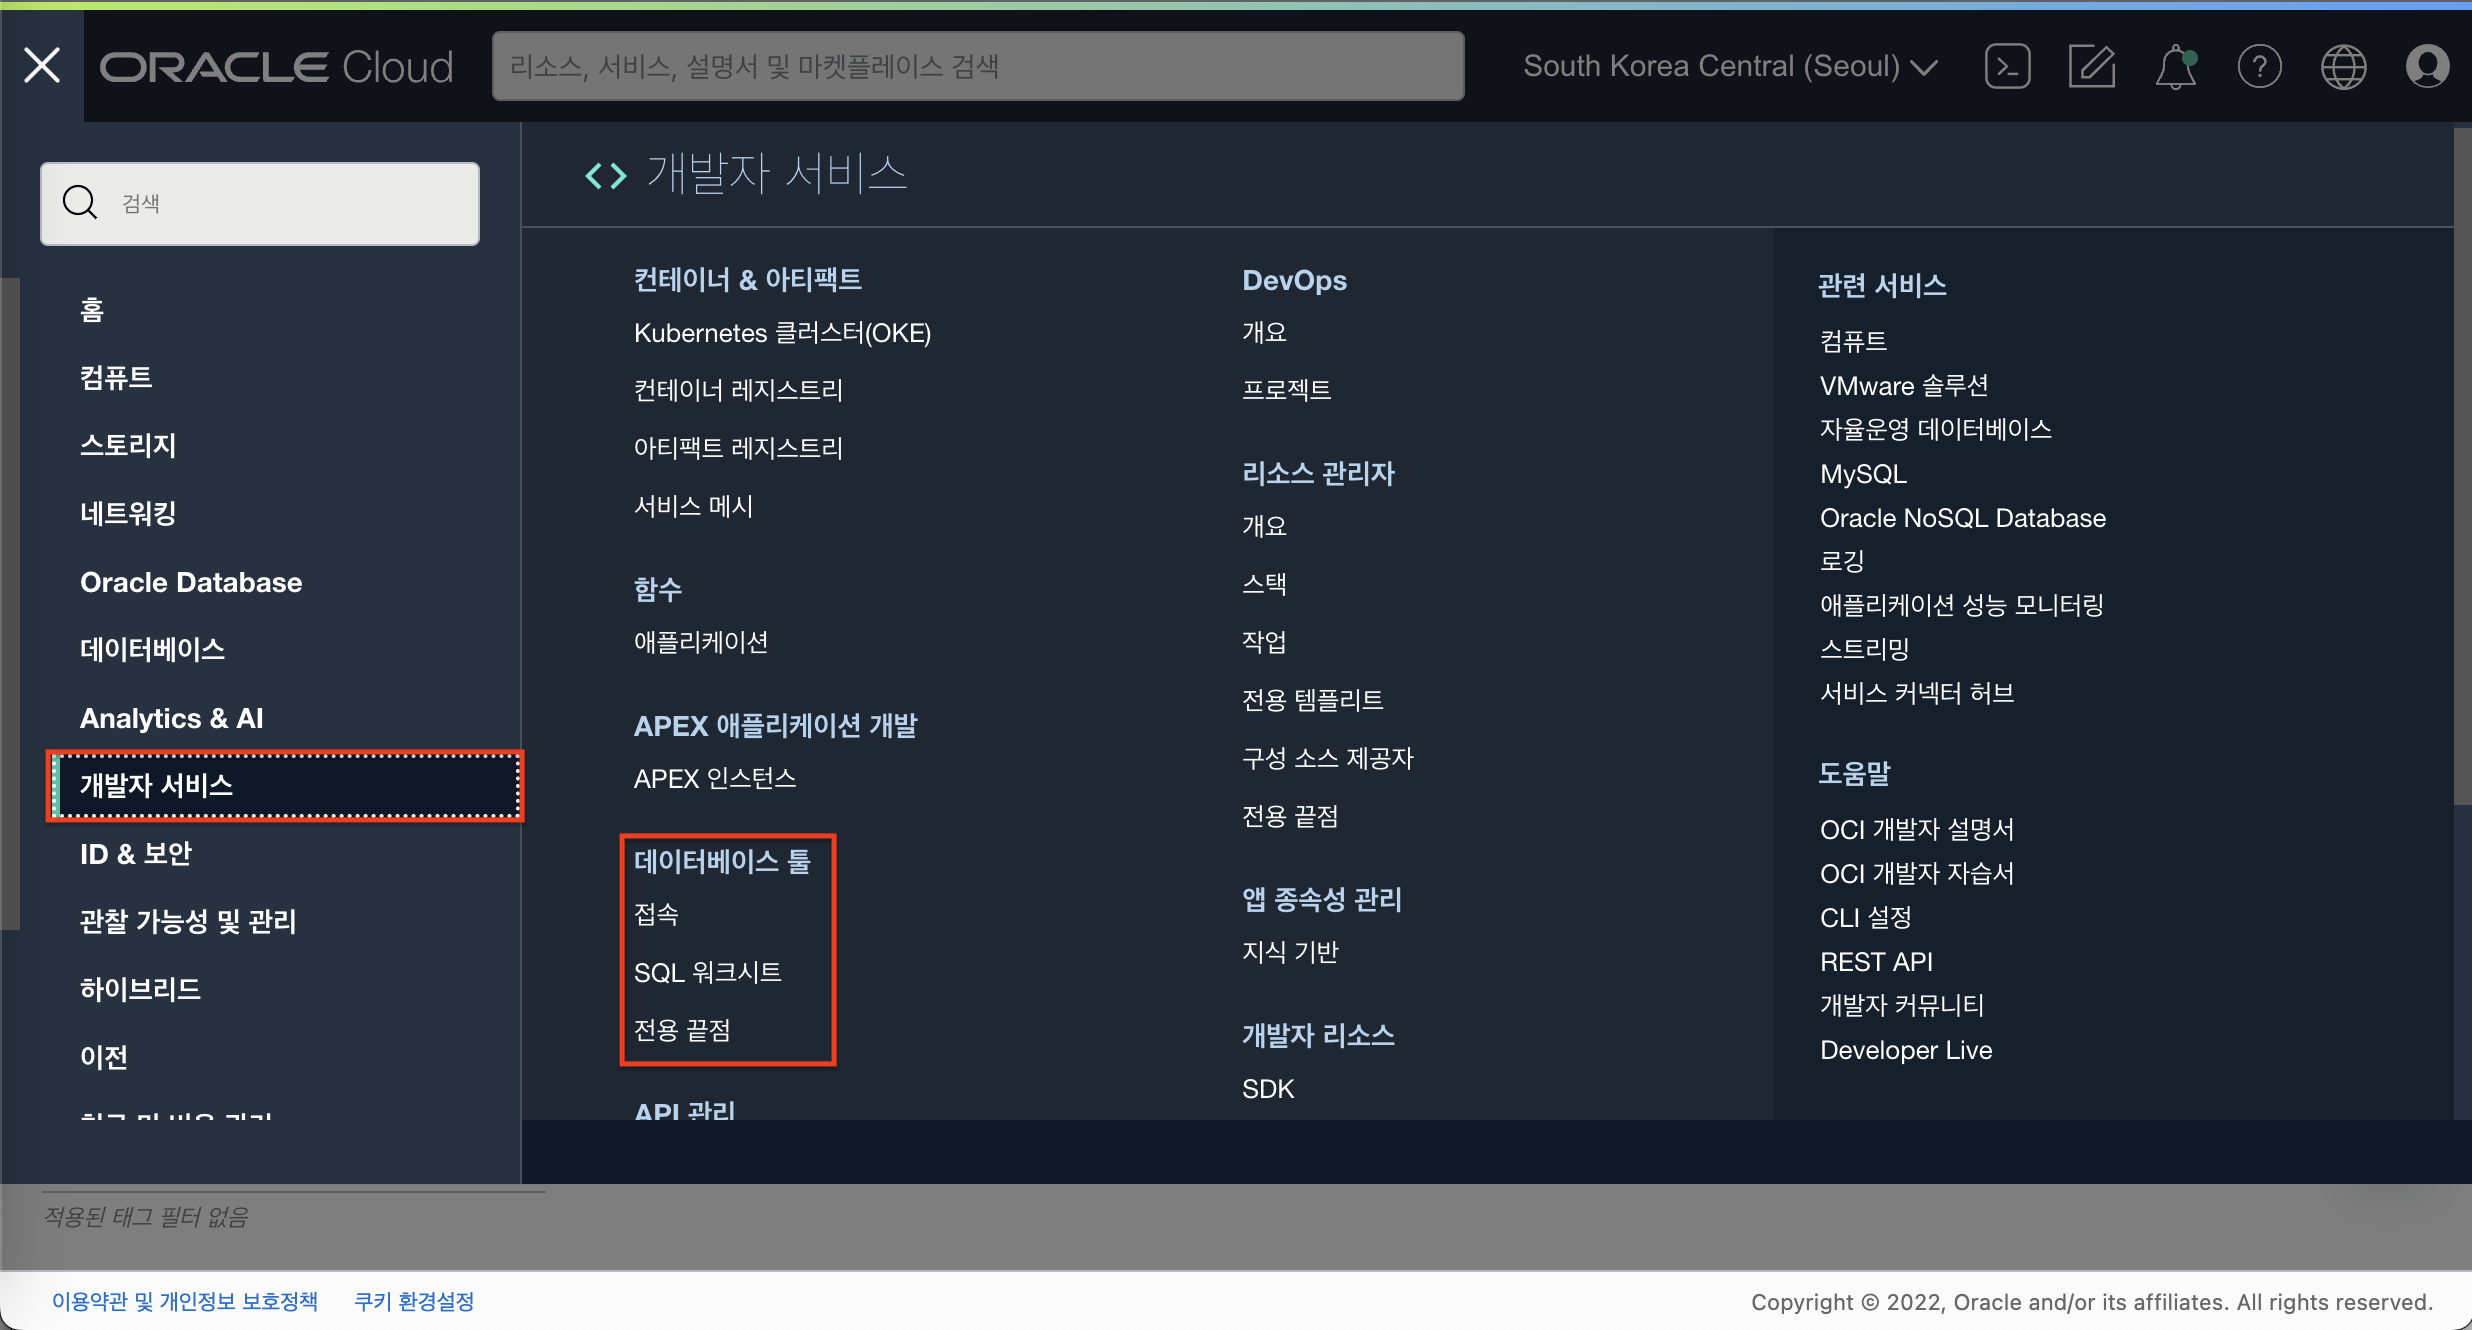 ORACLE Cloud
리소스, 서비스, 설명서 및 마켓플레이스 검색
South Korea Central (Seoul)
검색
홈
컴퓨트
스토리지
네트워킹
Oracle Database
데이터베이스
Analytics & AI
개발자 서비스
ID & 보안
관찰 가능성 및 관리
하이브리드
이전
개발자 서비스
컨테이너 & 아티팩트
Kubernetes 클러스터(OKE)
컨테이너 레지스트리
아티팩트 레지스트리
서비스 메시
함수
애플리케이션
APEX 애플리케이션 개발
APEX 인스턴스
데이터베이스 툴
접속
SQL 워크시트
전용 끝점
API 관리
DevOps
개요
프로젝트
리소스 관리자
개요
스택
작업
전용 템플리트
구성 소스 제공자
전용 끝점
앱 종속성 관리
지식 기반
개발자 리소스
SDK
관련 서비스
컴퓨트
VMware 솔루션
자율운영 데이터베이스
MySQL
Oracle NoSQL Database
로깅
애플리케이션 성능 모니터링
스트리밍
서비스 커넥터 허브
도움말
OCI 개발자 설명서
OCI 개발자 자습서
CLI 설정
REST API
개발자 커뮤니티
Developer Live
적용된 태그 필터 없음
이용약관 및 개인정보 보호정책 쿠키 환경설정
Copyright © 2022, Oracle and/or its affiliates. All rights reserved.